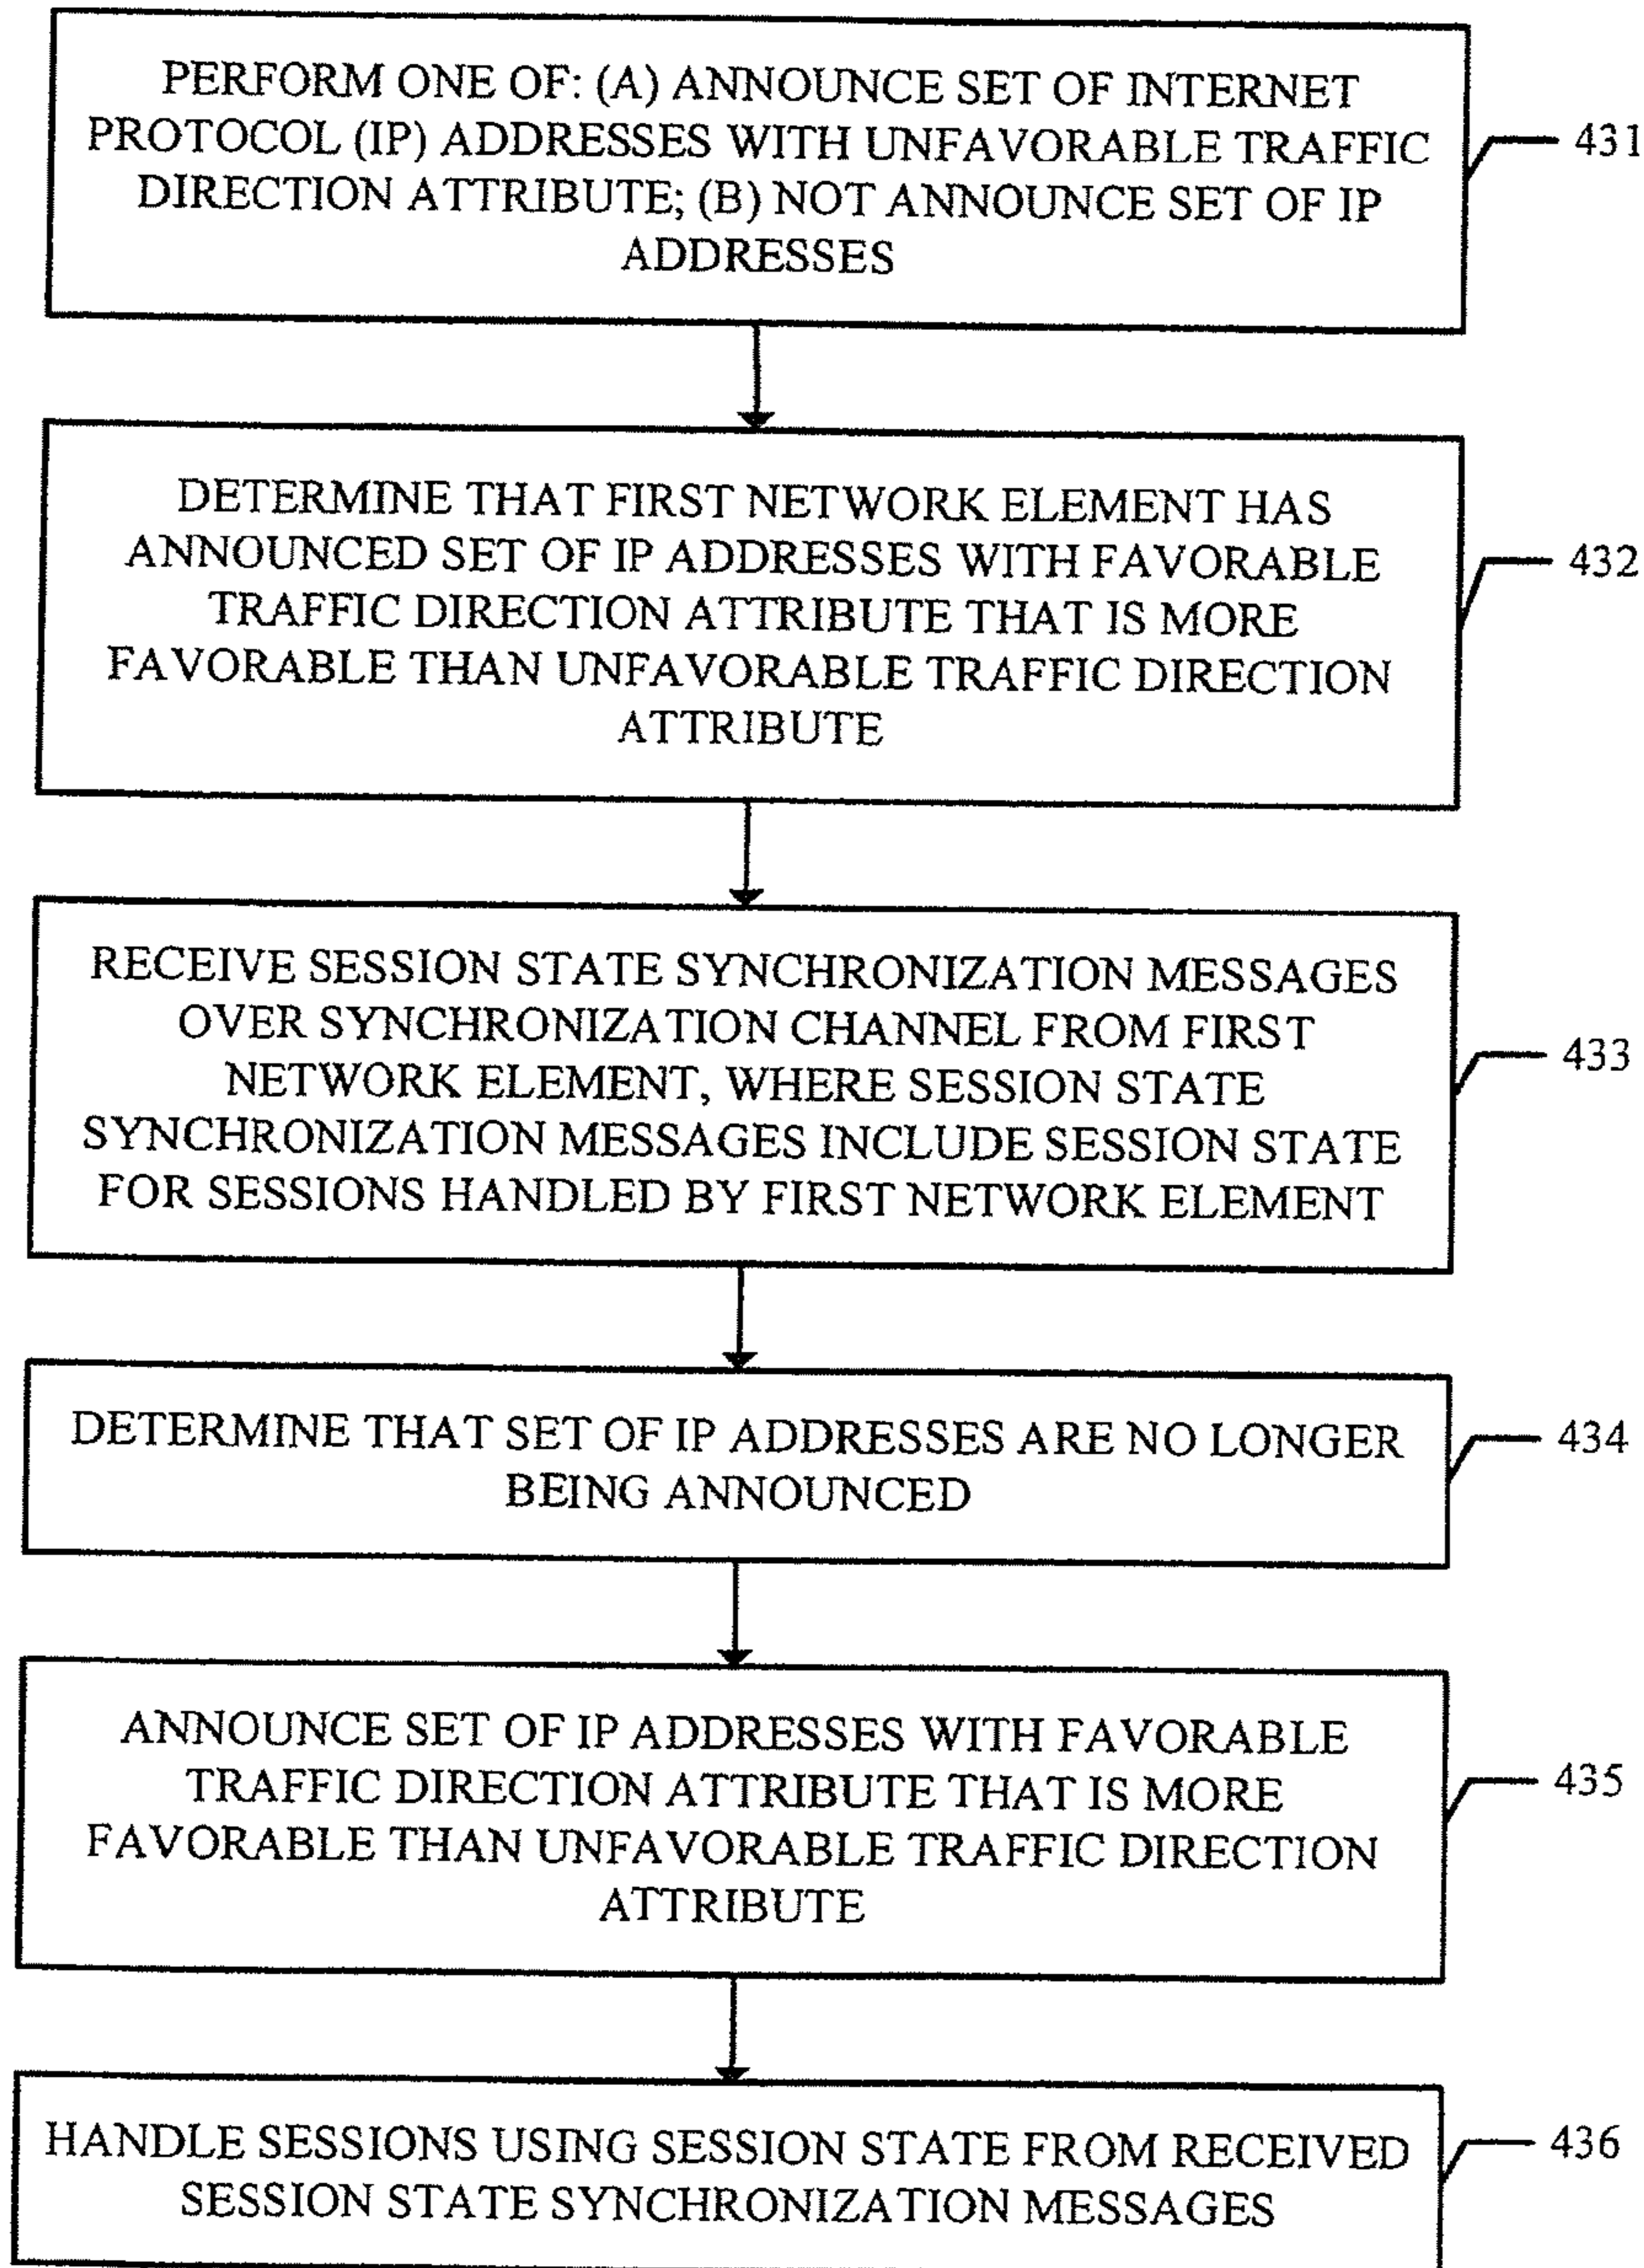 PERFORM ONE OF: (A) ANNOUNCE SET OF INTERNET
PROTOCOL (IP) ADDRESSES WITH UNFAVORABLE TRAFFIC
DIRECTION ATTRIBUTE; (B) NOT ANNOUNCE SET OF IP
ADDRESSES
431
DETERMINE THAT FIRST NETWORK ELEMENT HAS
ANNOUNCED SET OF IP ADDRESSES WITH FAVORABLE
TRAFFIC DIRECTION ATTRIBUTE THAT IS MORE
FAVORABLE THAN UNFAVORABLE TRAFFIC DIRECTION
ATTRIBUTE
432
RECEIVE SESSION STATE SYNCHRONIZATION MESSAGES
OVER SYNCHRONIZATION CHANNEL FROM FIRST
NETWORK ELEMENT, WHERE SESSION STATE
SYNCHRONIZATION MESSAGES INCLUDE SESSION STATE
FOR SESSIONS HANDLED BY FIRST NETWORK ELEMENT
433
DETERMINE THAT SET OF IP ADDRESSES ARE NO LONGER
BEING ANNOUNCED
434
ANNOUNCE SET OF IP ADDRESSES WITH FAVORABLE
TRAFFIC DIRECTION ATTRIBUTE THAT IS MORE
FAVORABLE THAN UNFAVORABLE TRAFFIC DIRECTION
ATTRIBUTE
435
HANDLE SESSIONS USING SESSION STATE FROM RECEIVED
SESSION STATE SYNCHRONIZATION MESSAGES
436